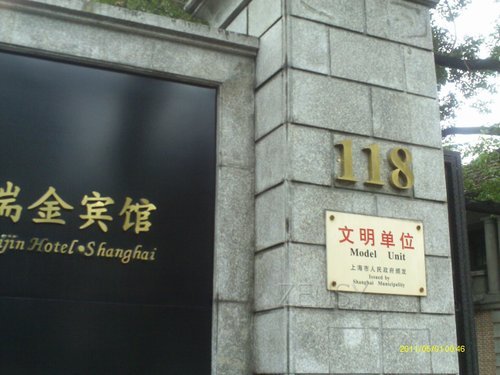 瑞金宾馆
ijin Hotel • Shanghai
118
文明单位
Model Unit
上海市人民政府颁发
Issued by
Shanghai Municipality
2011/05/01 00:46